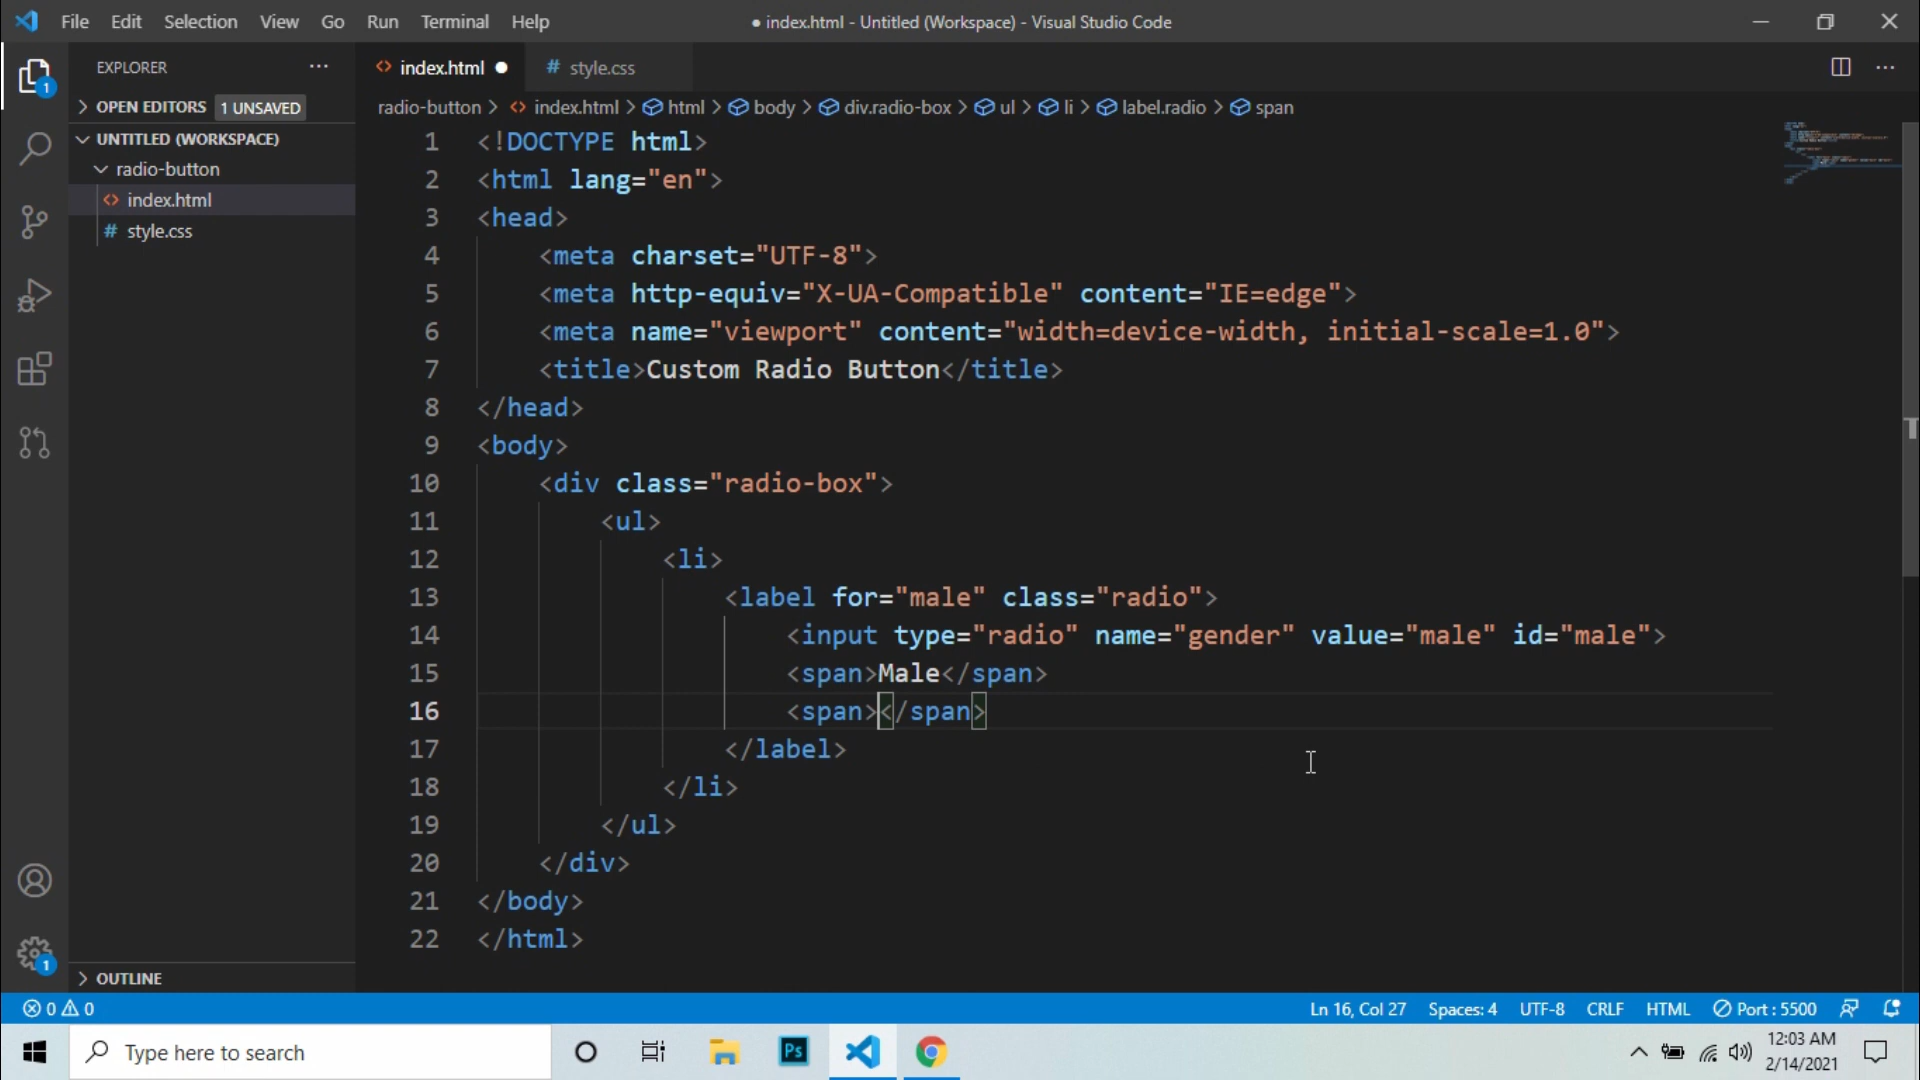 File Edit Selection View Go Run Terminal Help
● index.html - Untitled (Workspace) - Visual Studio Code
EXPLORER
OPEN EDITORS 1 UNSAVED
UNTITLED (WORKSPACE)
radio-button
index.html
style.css
OUTLINE
1
1
index.html
style.css
radio-button > index.html > html > body > div.radio-box > ul > li > label.radio > span
1 <!DOCTYPE html>
2 <html lang="en">
3 <head>
4 <meta charset="UTF-8">
5 <meta http-equiv="X-UA-Compatible" content="IE=edge">
6 <meta name="viewport" content="width=device-width, initial-scale=1.0">
7 <title>Custom Radio Button</title>
8 </head>
9 <body>
10 <div class="radio-box">
11 <ul>
12 <li>
13 <label for="male" class="radio">
14 <input type="radio" name="gender" value="male" id="male">
15 <span>Male</span>
16 <span></span>
17 </label>
18 </li>
19 </ul>
20 </div>
21 </body>
22 </html>
0 0
Ln 16, Col 27 Spaces: 4 UTF-8 CRLF HTML Port : 5500
Type here to search
Ps
12:03 AM
2/14/2021